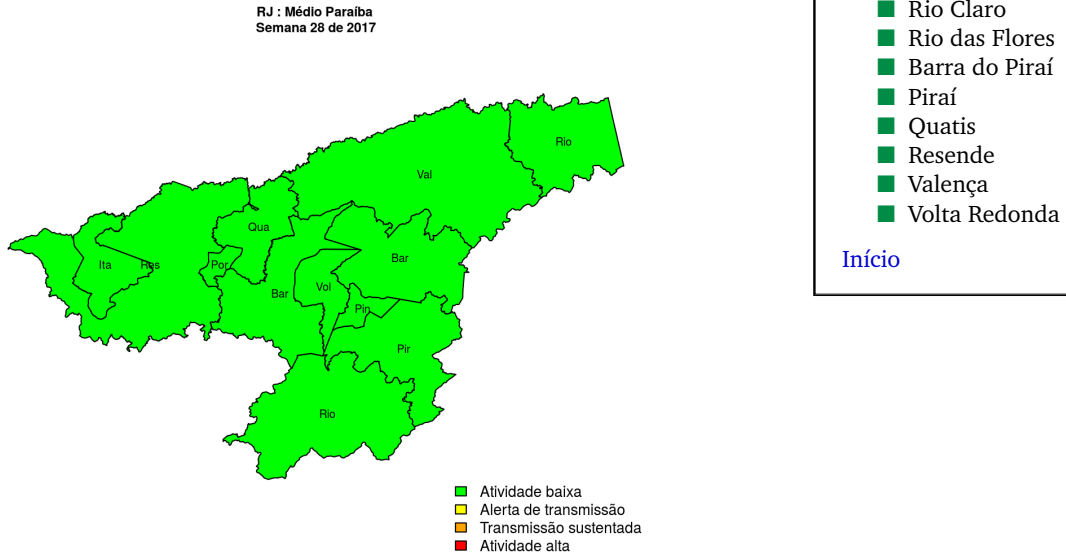 RJ : Médio Paraíba
Semana 28 de 2017
Rio
Val
Qua
Ita
Res
Por
Bar
Bar
Vol
Pin
Pir
Rio
Atividade baixa
Alerta de transmissão
Transmissão sustentada
Atividade alta
Rio Claro
Rio das Flores
Barra do Piraí
Piraí
Quatis
Resende
Valença
Volta Redonda
Início